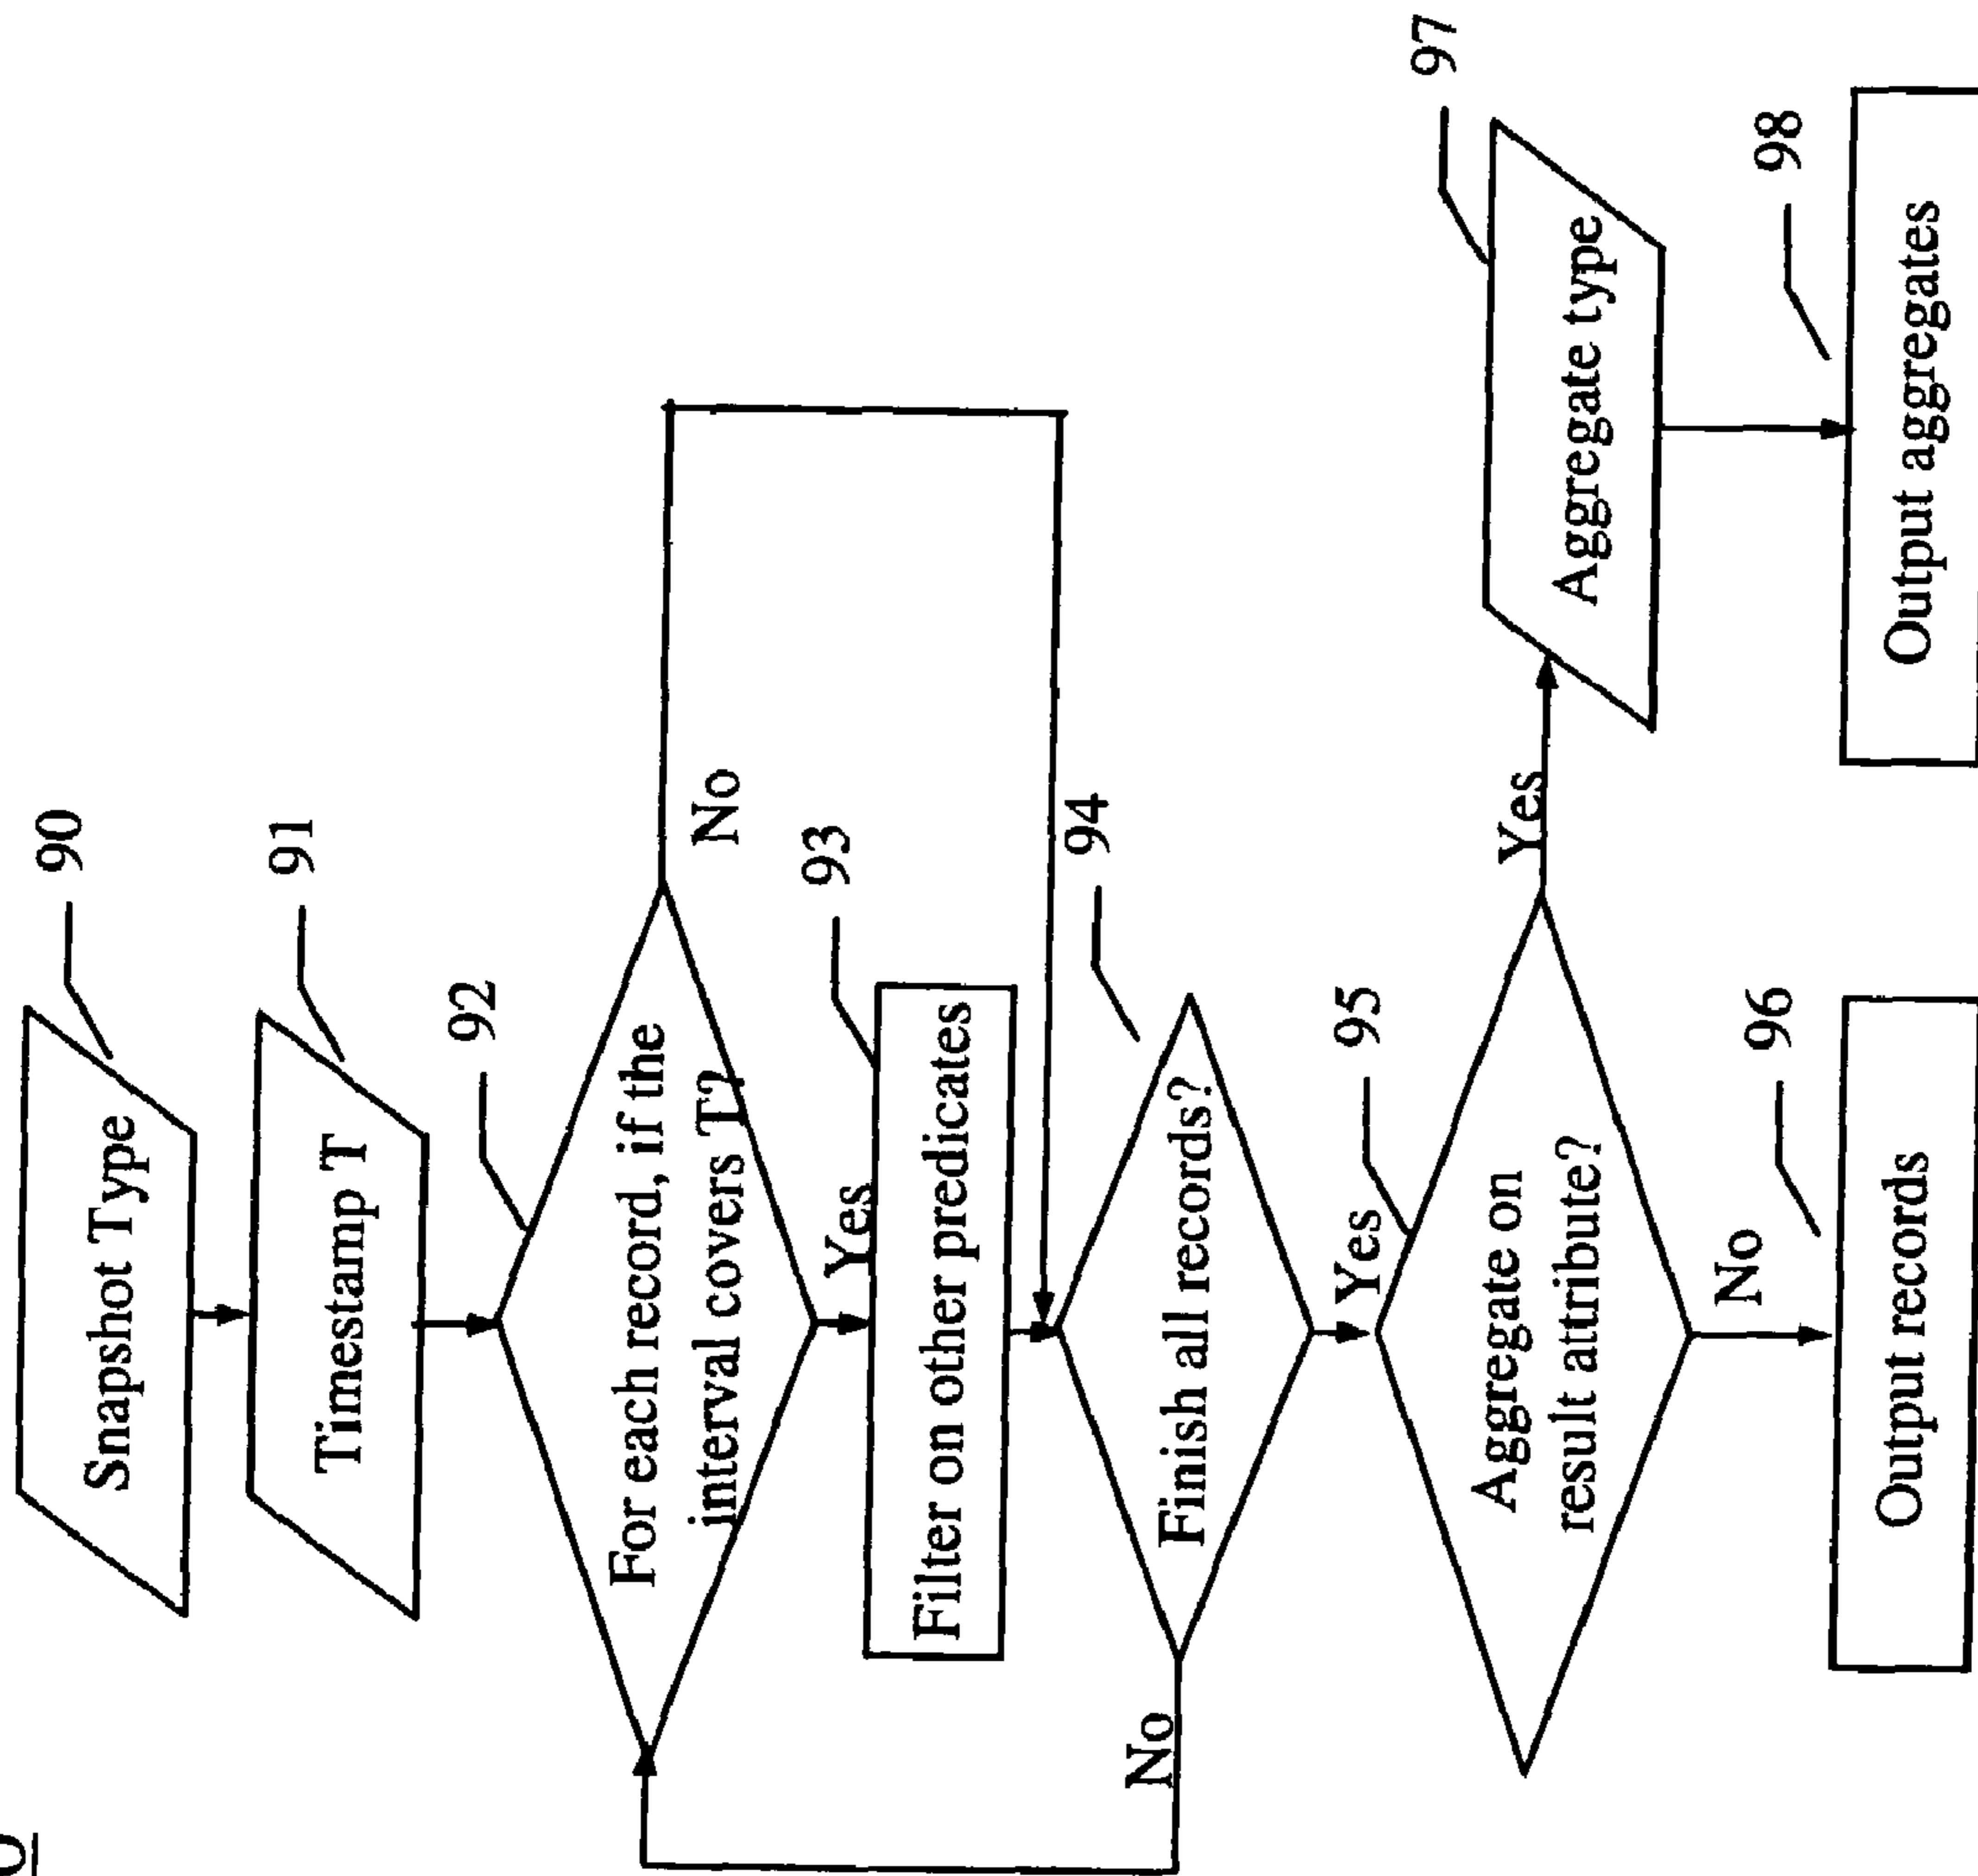 90
Snapshot Type
91
Timestamp T
92
For each record, if the
interval covers T?
No
Yes
93
Filter on other predicates
94
Finish all records?
No
Yes
95
Aggregate on
result attribute?
Yes
97
Aggregate type
No
96
Output records
98
Output aggregates